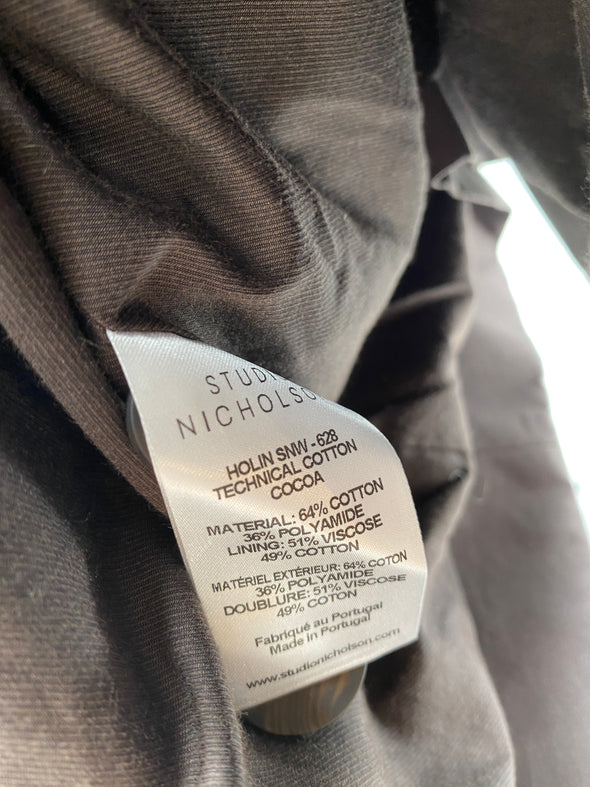 STUDIO
NICHOLSON
HOLIN SNW - 628
TECHNICAL COTTON
COCOA
MATERIAL: 64% COTTON
36% POLYAMIDE
LINING: 51% VISCOSE
49% COTTON
MATÉRIEL EXTÉRIEUR: 64% COTON
36% POLYAMIDE
DOUBLURE: 51% VISCOSE
49% COTON
Fabriqué au Portugal
Made in Portugal
www.studionicholson.com